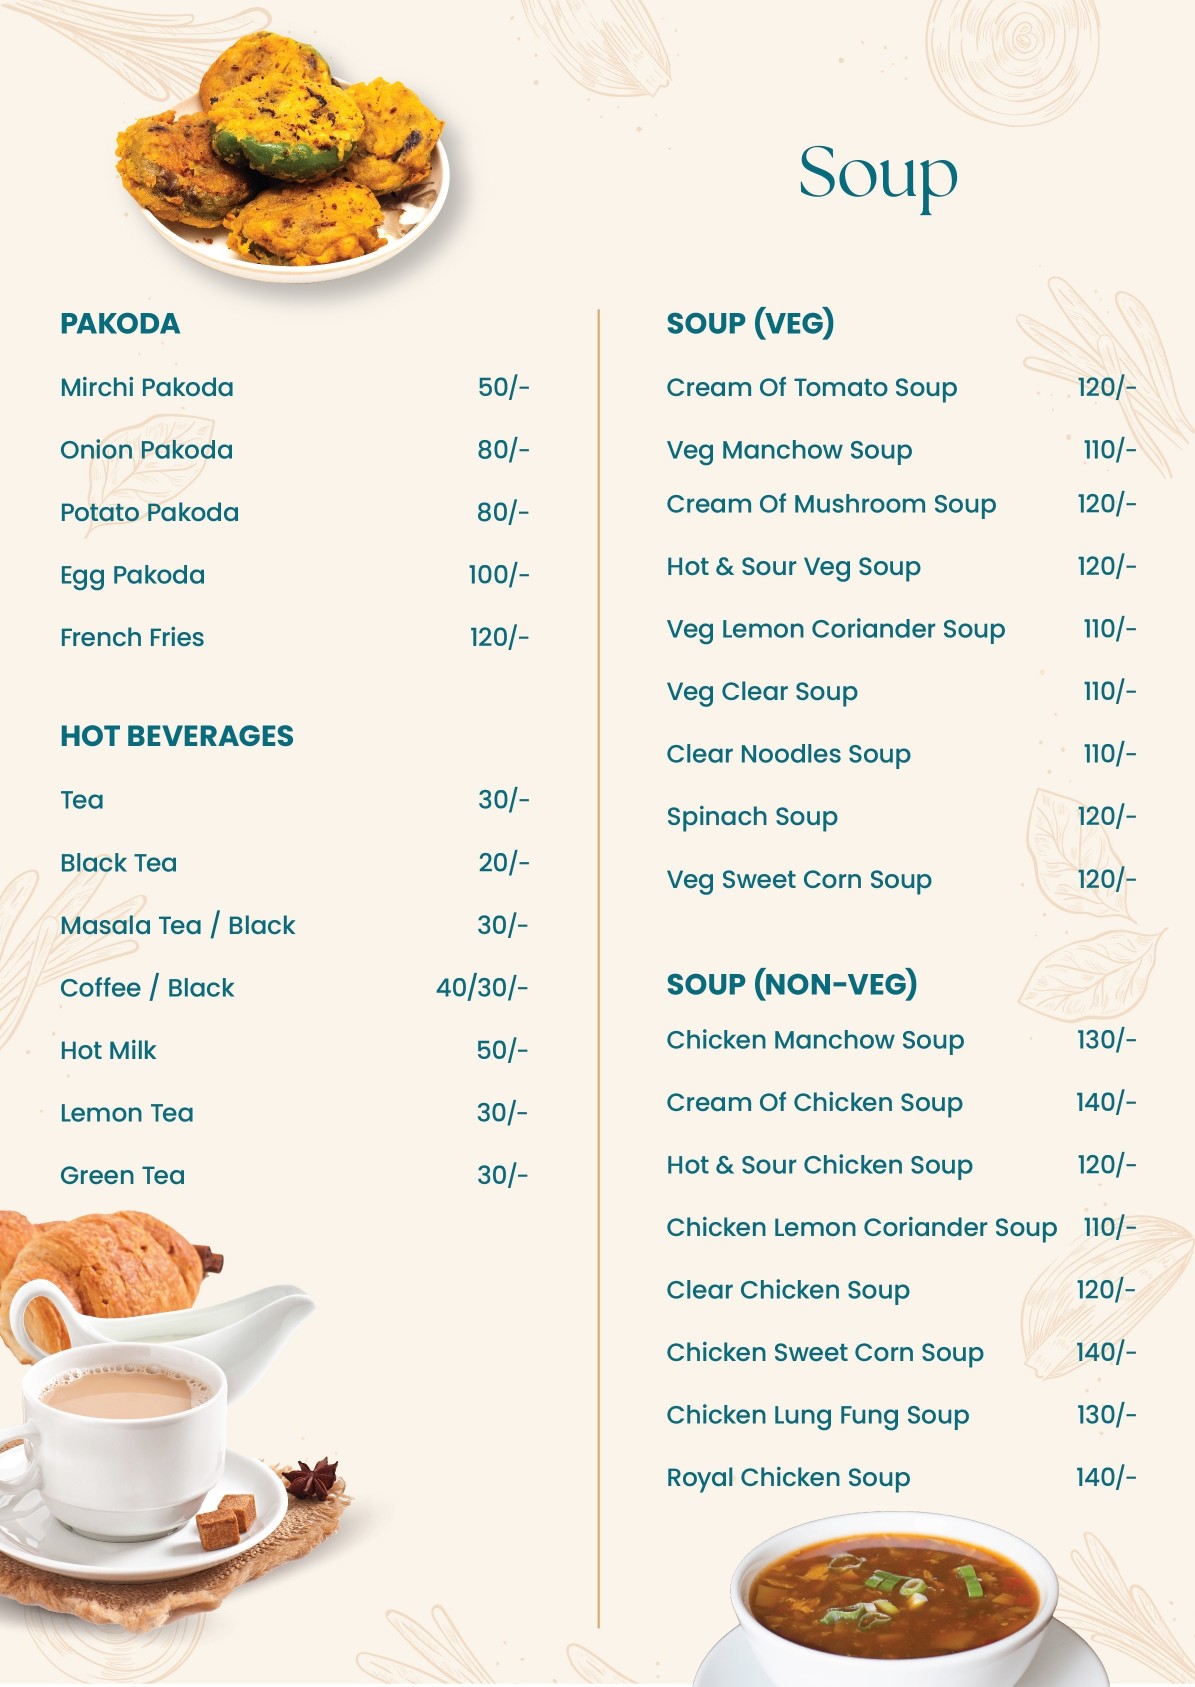 PAKODA
Mirchi Pakoda 50/-
Onion Pakoda 80/-
Potato Pakoda 80/-
Egg Pakoda 100/-
French Fries 120/-
HOT BEVERAGES
Tea 30/-
Black Tea 20/-
Masala Tea / Black 30/-
Coffee / Black 40/30/-
Hot Milk 50/-
Lemon Tea 30/-
Green Tea 30/-
Soup
SOUP (VEG)
Cream Of Tomato Soup 120/-
Veg Manchow Soup 110/-
Cream Of Mushroom Soup 120/-
Hot & Sour Veg Soup 120/-
Veg Lemon Coriander Soup 110/-
Veg Clear Soup 110/-
Clear Noodles Soup 110/-
Spinach Soup 120/-
Veg Sweet Corn Soup 120/-
SOUP (NON-VEG)
Chicken Manchow Soup 130/-
Cream Of Chicken Soup 140/-
Hot & Sour Chicken Soup 120/-
Chicken Lemon Coriander Soup 110/-
Clear Chicken Soup 120/-
Chicken Sweet Corn Soup 140/-
Chicken Lung Fung Soup 130/-
Royal Chicken Soup 140/-